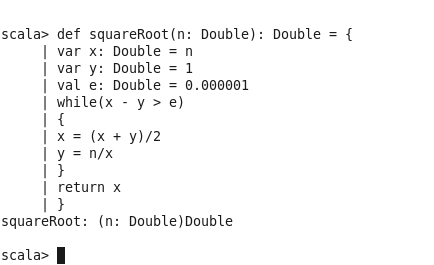 scala> def squareRoot(n: Double): Double = {
     | var x: Double = n
     | var y: Double = 1
     | val e: Double = 0.000001
     | while(x - y > e)
     | {
     | x = (x + y)/2
     | y = n/x
     | }
     | return x
     | }
squareRoot: (n: Double)Double
scala>